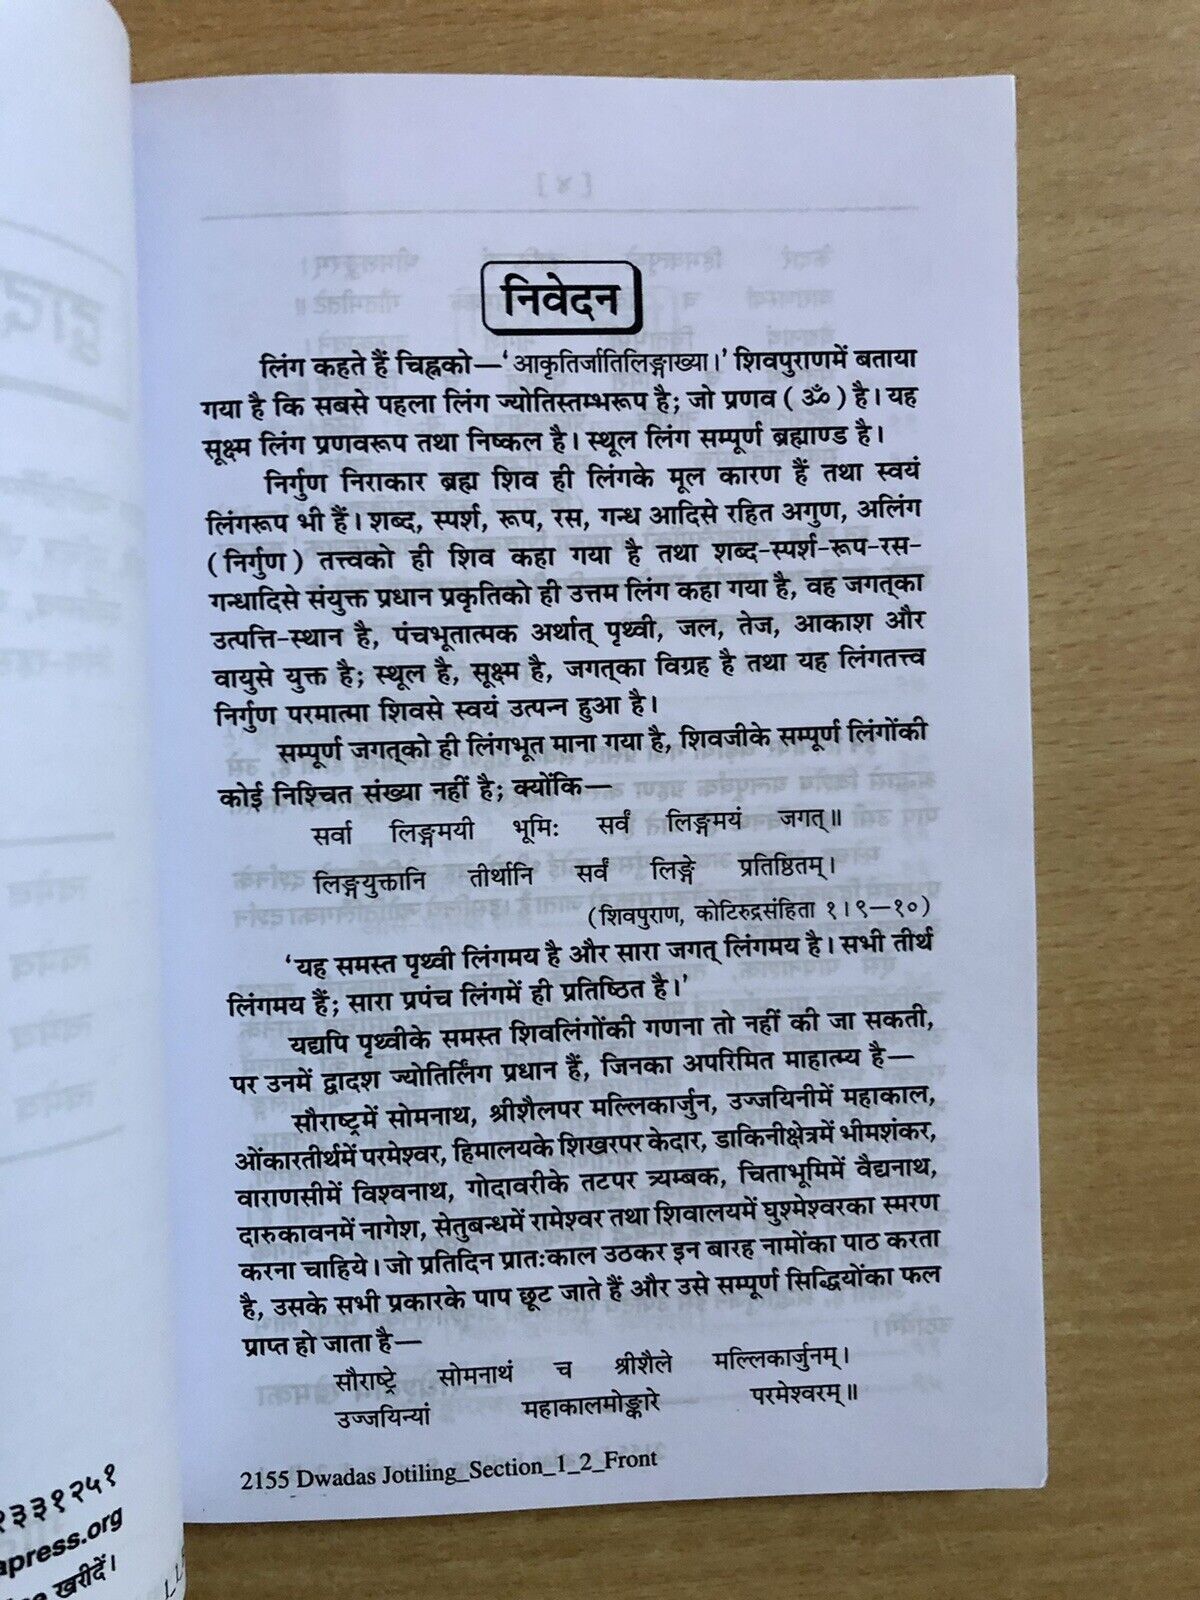 निवेदन
लिंग कहते हैं चिह्नको—'आकृतिर्जातिलिङ्गाख्या।' शिवपुराणमें बताया
गया है कि सबसे पहला लिंग ज्योतिस्तम्भरूप है; जो प्रणव (ॐ) है। यह
सूक्ष्म लिंग प्रणवरूप तथा निष्कल है। स्थूल लिंग सम्पूर्ण ब्रह्माण्ड है।
निर्गुण निराकार ब्रह्म शिव ही लिंगके मूल कारण हैं तथा स्वयं
लिंगरूप भी हैं। शब्द, स्पर्श, रूप, रस, गन्ध आदिसे रहित अगुण, अलिंग
(निर्गुण) तत्त्वको ही शिव कहा गया है तथा शब्द-स्पर्श-रूप-रस-
गन्धादिसे संयुक्त प्रधान प्रकृतिको ही उत्तम लिंग कहा गया है, वह जगत्‌का
उत्पत्ति-स्थान है, पंचभूतात्मक अर्थात् पृथ्वी, जल, तेज, आकाश और
वायुसे युक्त है; स्थूल है, सूक्ष्म है, जगत्‌का विग्रह है तथा यह लिंगतत्त्व
निर्गुण परमात्मा शिवसे स्वयं उत्पन्न हुआ है।
सम्पूर्ण जगत्‌को ही लिंगभूत माना गया है, शिवजीके सम्पूर्ण लिंगोंकी
कोई निश्चित संख्या नहीं है; क्योंकि—
सर्वा लिङ्गमयी भूमिः सर्वं लिङ्गमयं जगत्॥
लिङ्गयुक्तानि तीर्थानि सर्वं लिङ्गे प्रतिष्ठितम्।
(शिवपुराण, कोटिरुद्रसंहिता १।९—१०)
'यह समस्त पृथ्वी लिंगमय है और सारा जगत् लिंगमय है। सभी तीर्थ
लिंगमय हैं; सारा प्रपंच लिंगमें ही प्रतिष्ठित है।'
यद्यपि पृथ्वीके समस्त शिवलिंगोंकी गणना तो नहीं की जा सकती,
पर उनमें द्वादश ज्योतिर्लिंग प्रधान हैं, जिनका अपरिमित माहात्म्य है—
सौराष्ट्रमें सोमनाथ, श्रीशैलपर मल्लिकार्जुन, उज्जयिनीमें महाकाल,
ओंकारतीर्थमें परमेश्वर, हिमालयके शिखरपर केदार, डाकिनीक्षेत्रमें भीमशंकर,
वाराणसीमें विश्वनाथ, गोदावरीके तटपर त्र्यम्बक, चिताभूमिमें वैद्यनाथ,
दारुकावनमें नागेश, सेतुबन्धमें रामेश्वर तथा शिवालयमें घुश्मेश्वरका स्मरण
करना चाहिये। जो प्रतिदिन प्रातःकाल उठकर इन बारह नामोंका पाठ करता
है, उसके सभी प्रकारके पाप छूट जाते हैं और उसे सम्पूर्ण सिद्धियोंका फल
प्राप्त हो जाता है—
सौराष्ट्रे सोमनाथं च श्रीशैले मल्लिकार्जुनम्।
उज्जयिन्यां महाकालमोङ्कारे परमेश्वरम्॥
2155 Dwadas Jotiling_Section_1_2_Front
२३३१२५१
apress.org
खरीदें।